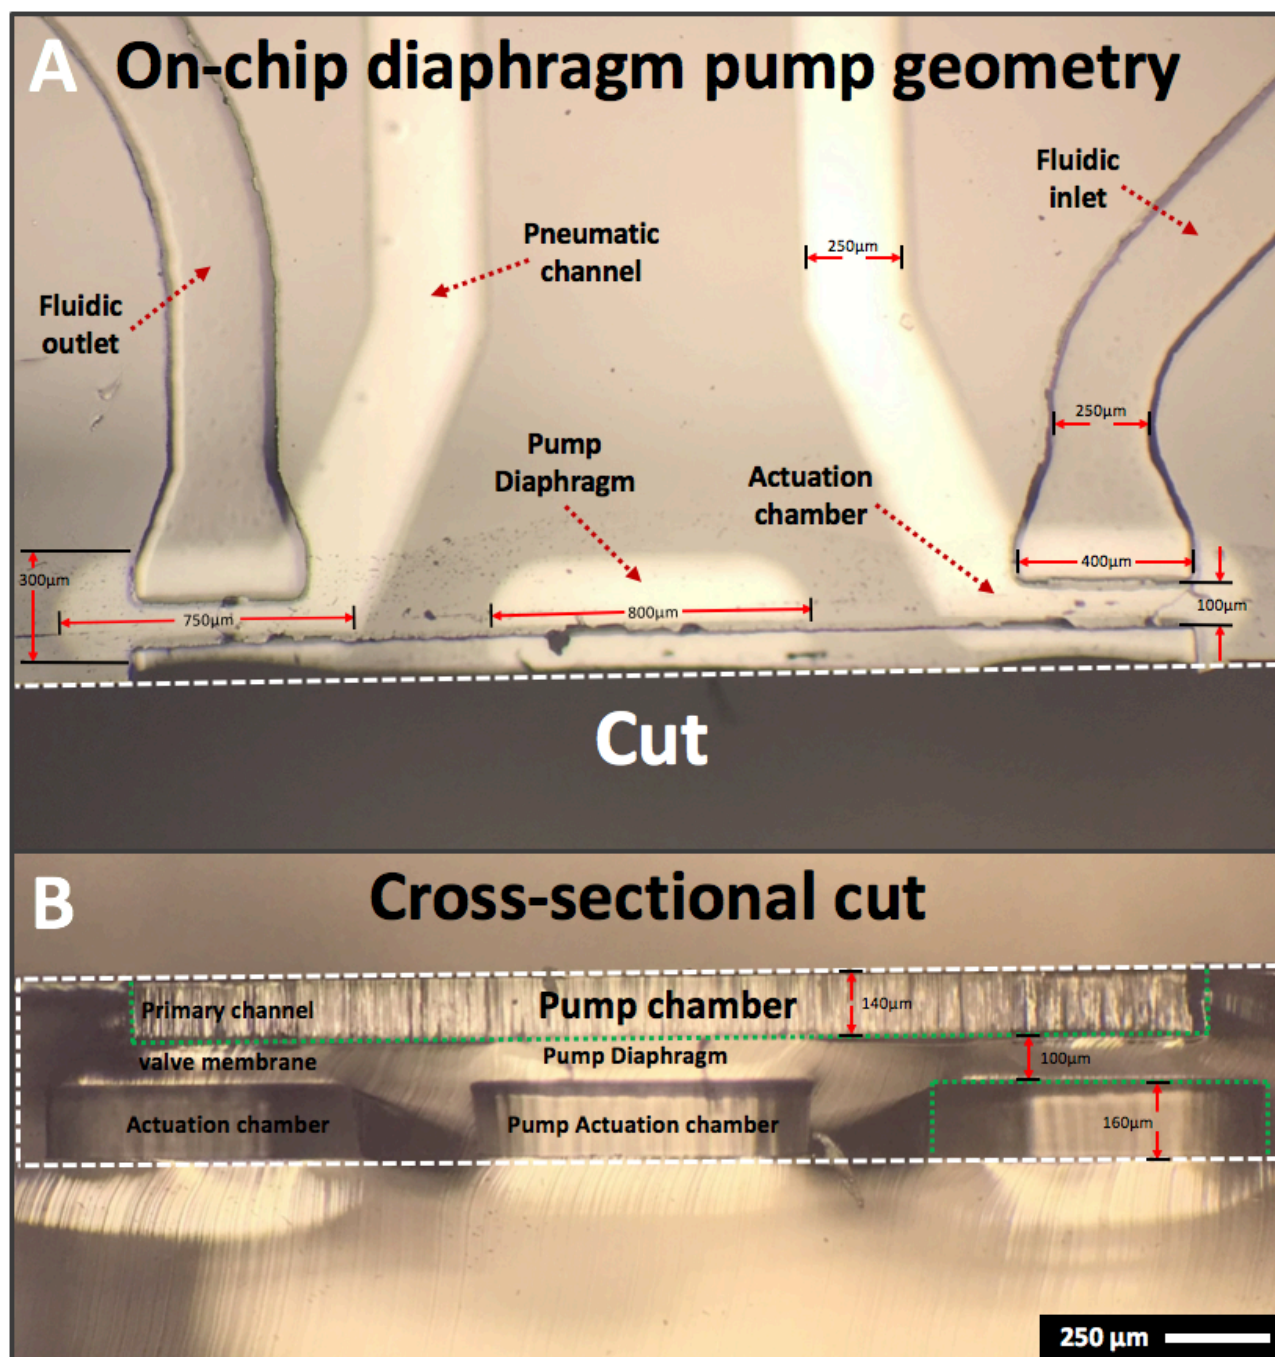 A On-chip diaphragm pump geometry
Fluidic
inlet
Pneumatic
channel
250µm
Fluidic
outlet
250µm
Pump
Diaphragm
Actuation
chamber
300µm
400µm
750µm
800µm
100µm
Cut
B Cross-sectional cut
Primary channel
Pump chamber
140µm
valve membrane
Pump Diaphragm
100µm
Actuation chamber
Pump Actuation chamber
160µm
250 µm